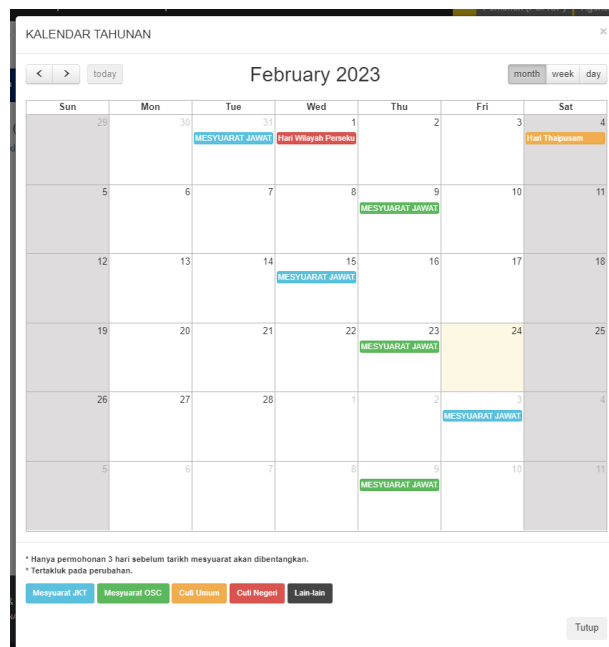 KALENDAR TAHUNAN
×
< > today
February 2023
month week day
Sun Mon Tue Wed Thu Fri Sat
29 30 31 1 2 3 4
MESYUARAT JAWAT Hari Wilayah Perseku Hari Thaipusam
5 6 7 8 9 10 11
MESYUARAT JAWAT
12 13 14 15 16 17 18
MESYUARAT JAWAT
19 20 21 22 23 24 25
MESYUARAT JAWAT
26 27 28 1 2 3 4
MESYUARAT JAWAT
5 6 7 8 9 10 11
MESYUARAT JAWAT
* Hanya permohonan 3 hari sebelum tarikh mesyuarat akan dibentangkan.
* Tertakluk pada perubahan.
Mesyuarat JKT Mesyuarat OSC Cuti Umum Cuti Negeri Lain-lain
Tutup